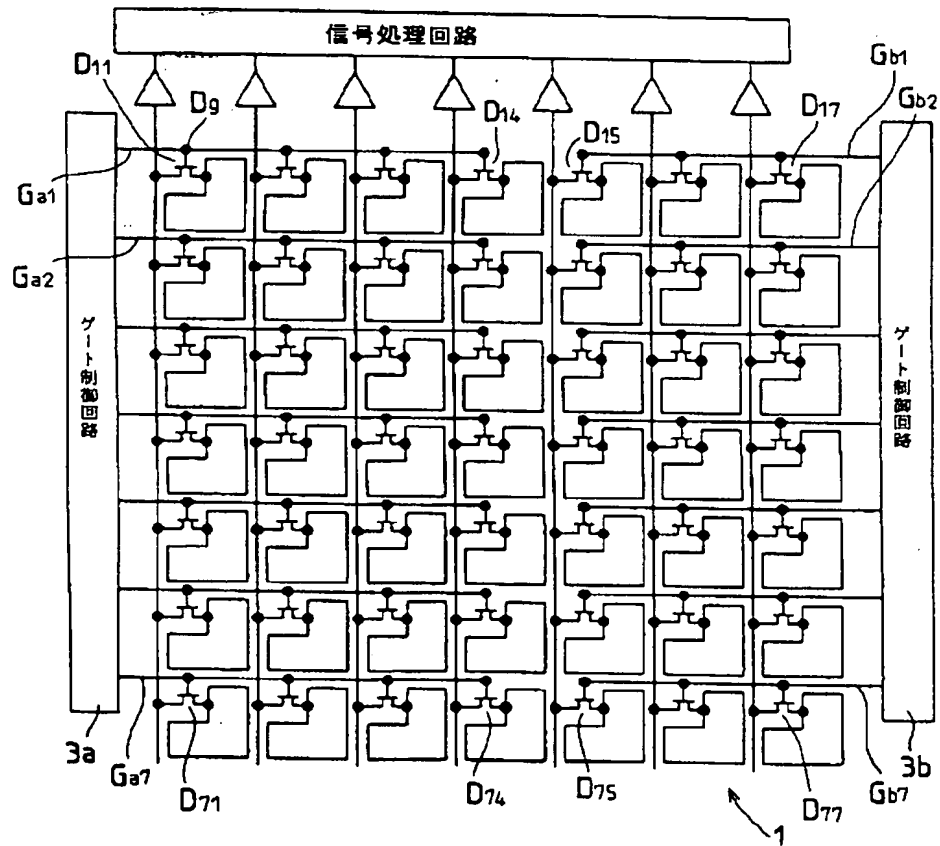 信号処理回路
D11
Dg
D14
D15
D17
Gb1
Gb2
Ga1
Ga2
ゲート制御回路
ゲート制御回路
3a
Ga7
D71
D74
D75
D77
Gb7
3b
1